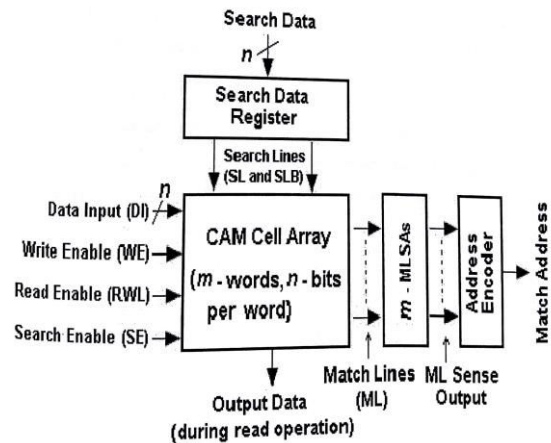 Search Data
n
Search Data
Register
Search Lines
(SL and SLB)
n
Data Input (DI)
Write Enable (WE)
Read Enable (RWL)
Search Enable (SE)
CAM Cell Array
(m - words, n - bits
per word)
m - MLSAs
Address
Encoder
Match Address
Match Lines
(ML)
ML Sense
Output
Output Data
(during read operation)